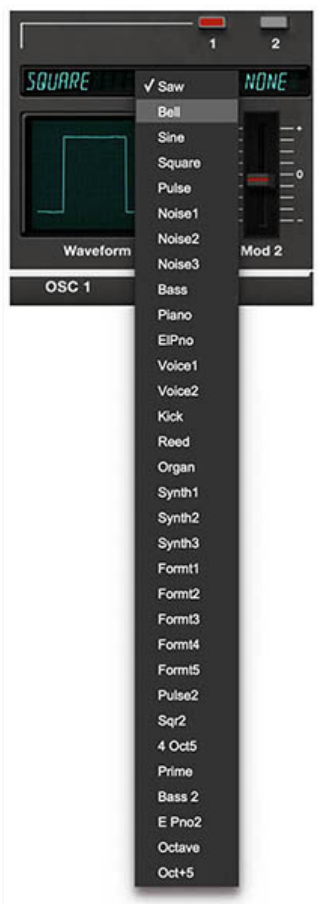 1 2
SQUARE NONE
✓ Saw
Bell
Sine
Square
Pulse
Noise1
Noise2
Noise3
Bass
Piano
ElPno
Voice1
Voice2
Kick
Reed
Organ
Synth1
Synth2
Synth3
Formt1
Formt2
Formt3
Formt4
Formt5
Pulse2
Sqr2
4 Oct5
Prime
Bass 2
E Pno2
Octave
Oct+5
+
0
-
Waveform Mod 2
OSC 1